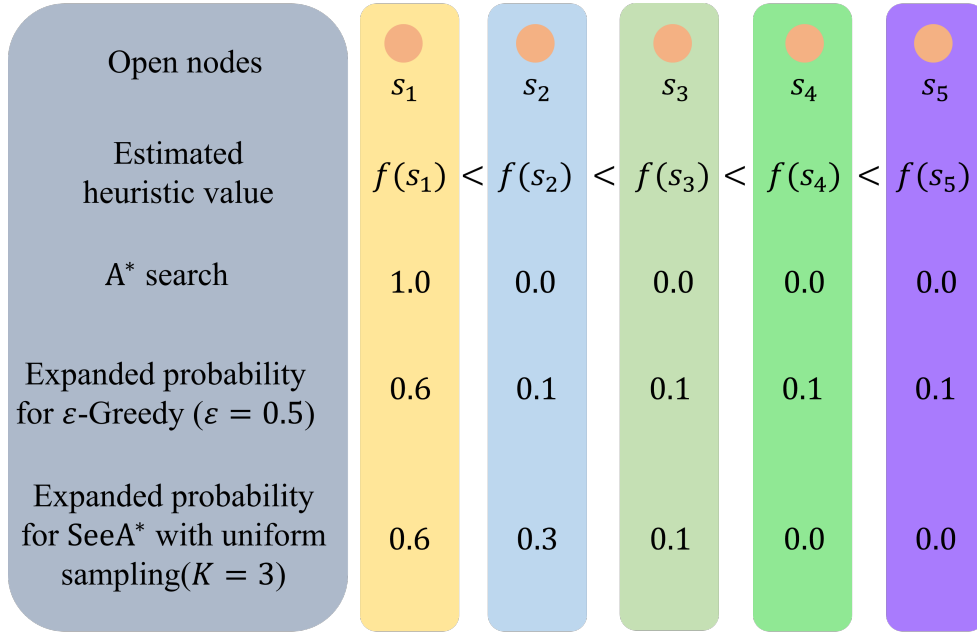 Open nodes
s₁ s₂ s₃ s₄ s₅
Estimated
heuristic value
f(s₁) < f(s₂) < f(s₃) < f(s₄) < f(s₅)
A* search
1.0 0.0 0.0 0.0 0.0
Expanded probability
for ε-Greedy (ε = 0.5)
0.6 0.1 0.1 0.1 0.1
Expanded probability
for SeeA* with uniform
sampling(K = 3)
0.6 0.3 0.1 0.0 0.0